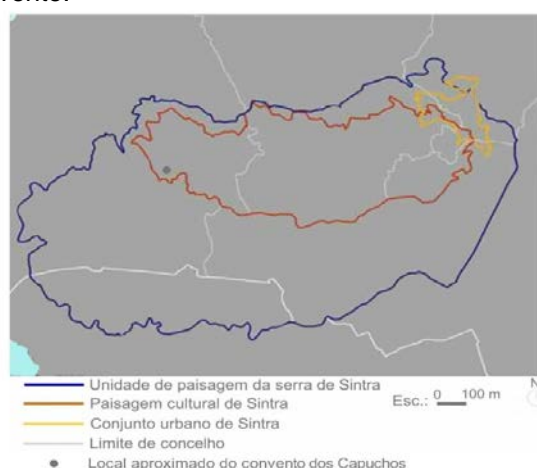 Unidade de paisagem da serra de Sintra
Paisagem cultural de Sintra
Conjunto urbano de Sintra
Limite de concelho
Local aproximado do convento dos Capuchos
Esc.: 0 100 m
N